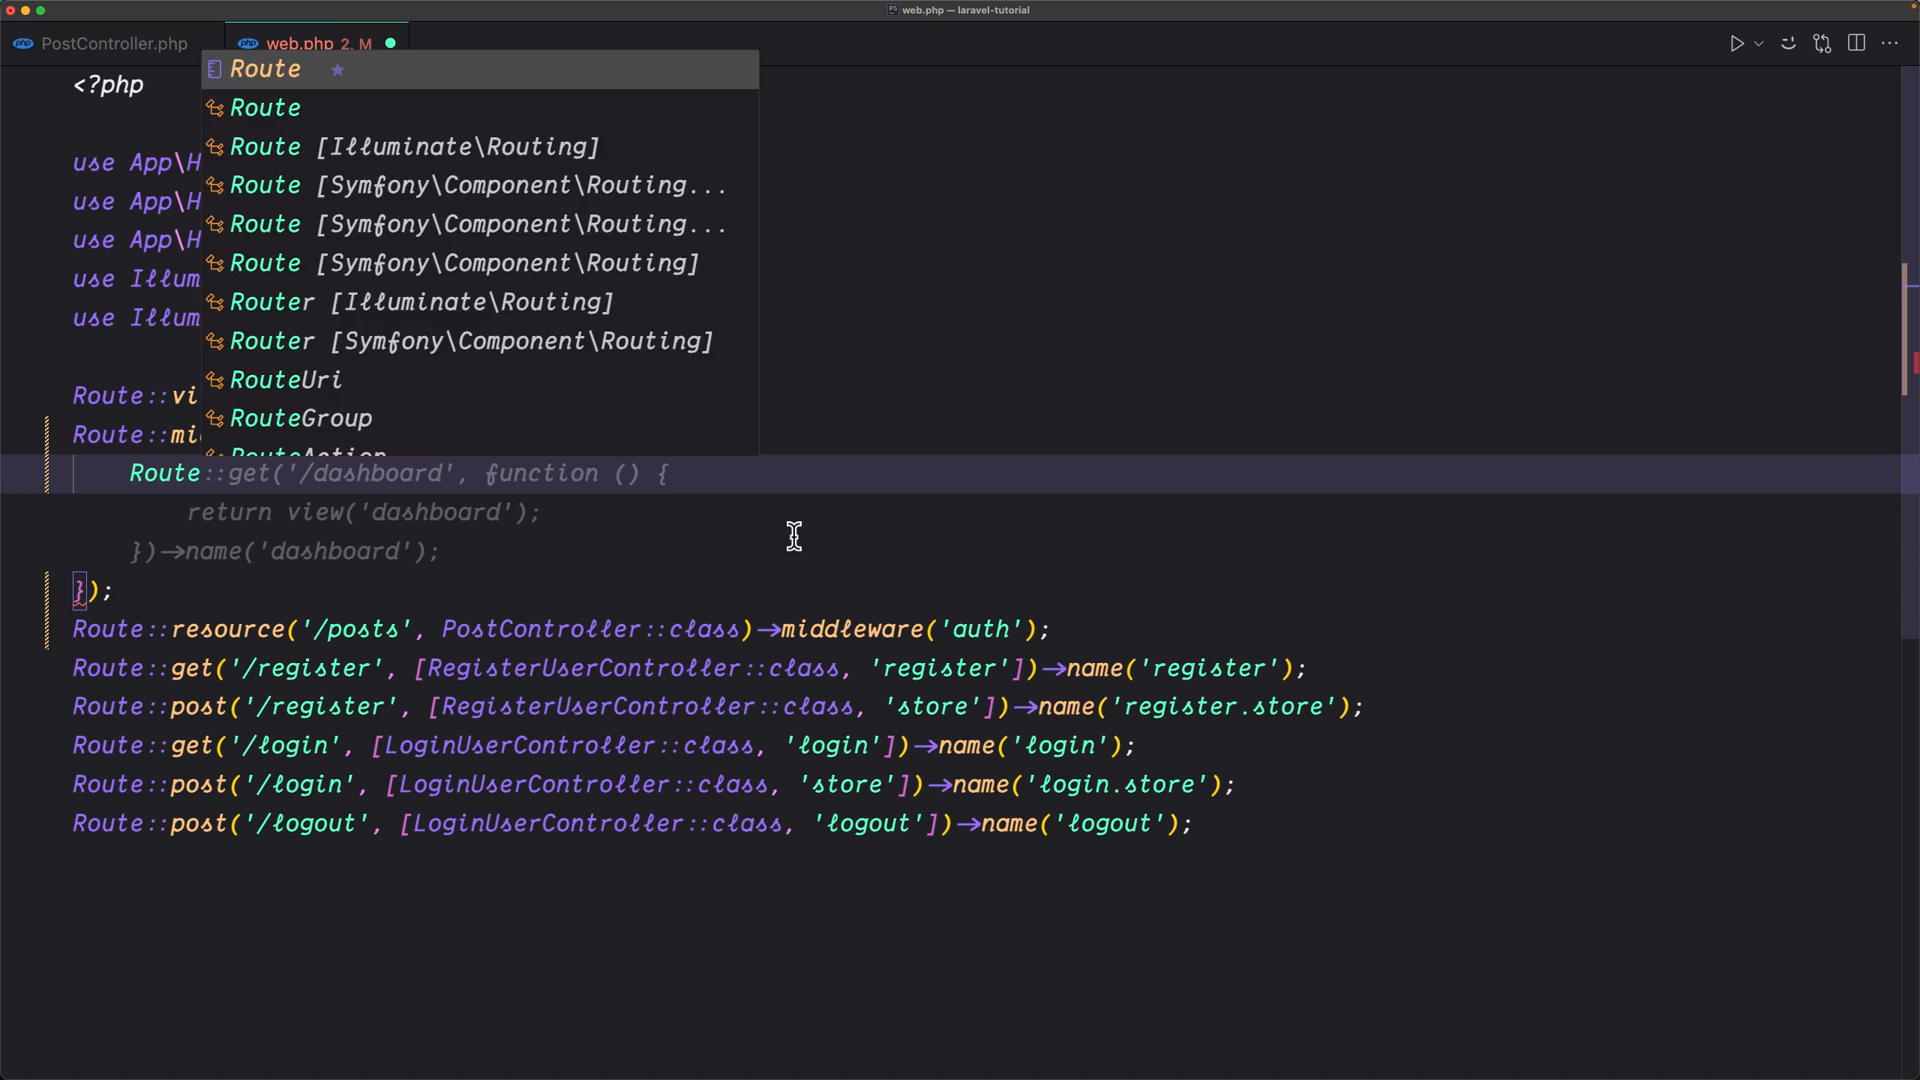 web.php — laravel-tutorial
PostController.php
web.php 2, M
<?php
Route ★
Route
use App\H
Route [Illuminate\Routing]
use App\H
Route [Symfony\Component\Routing...
use App\H
Route [Symfony\Component\Routing...
use Illum
Route [Symfony\Component\Routing]
use Illum
Router [Illuminate\Routing]
Router [Symfony\Component\Routing]
Route::vi
RouteUri
Route::mi
RouteGroup
RouteAction
Route::get('/dashboard', function () {
return view('dashboard');
})->name('dashboard');
});
Route::resource('/posts', PostController::class)->middleware('auth');
Route::get('/register', [RegisterUserController::class, 'register'])->name('register');
Route::post('/register', [RegisterUserController::class, 'store'])->name('register.store');
Route::get('/login', [LoginUserController::class, 'login'])->name('login');
Route::post('/login', [LoginUserController::class, 'store'])->name('login.store');
Route::post('/logout', [LoginUserController::class, 'logout'])->name('logout');